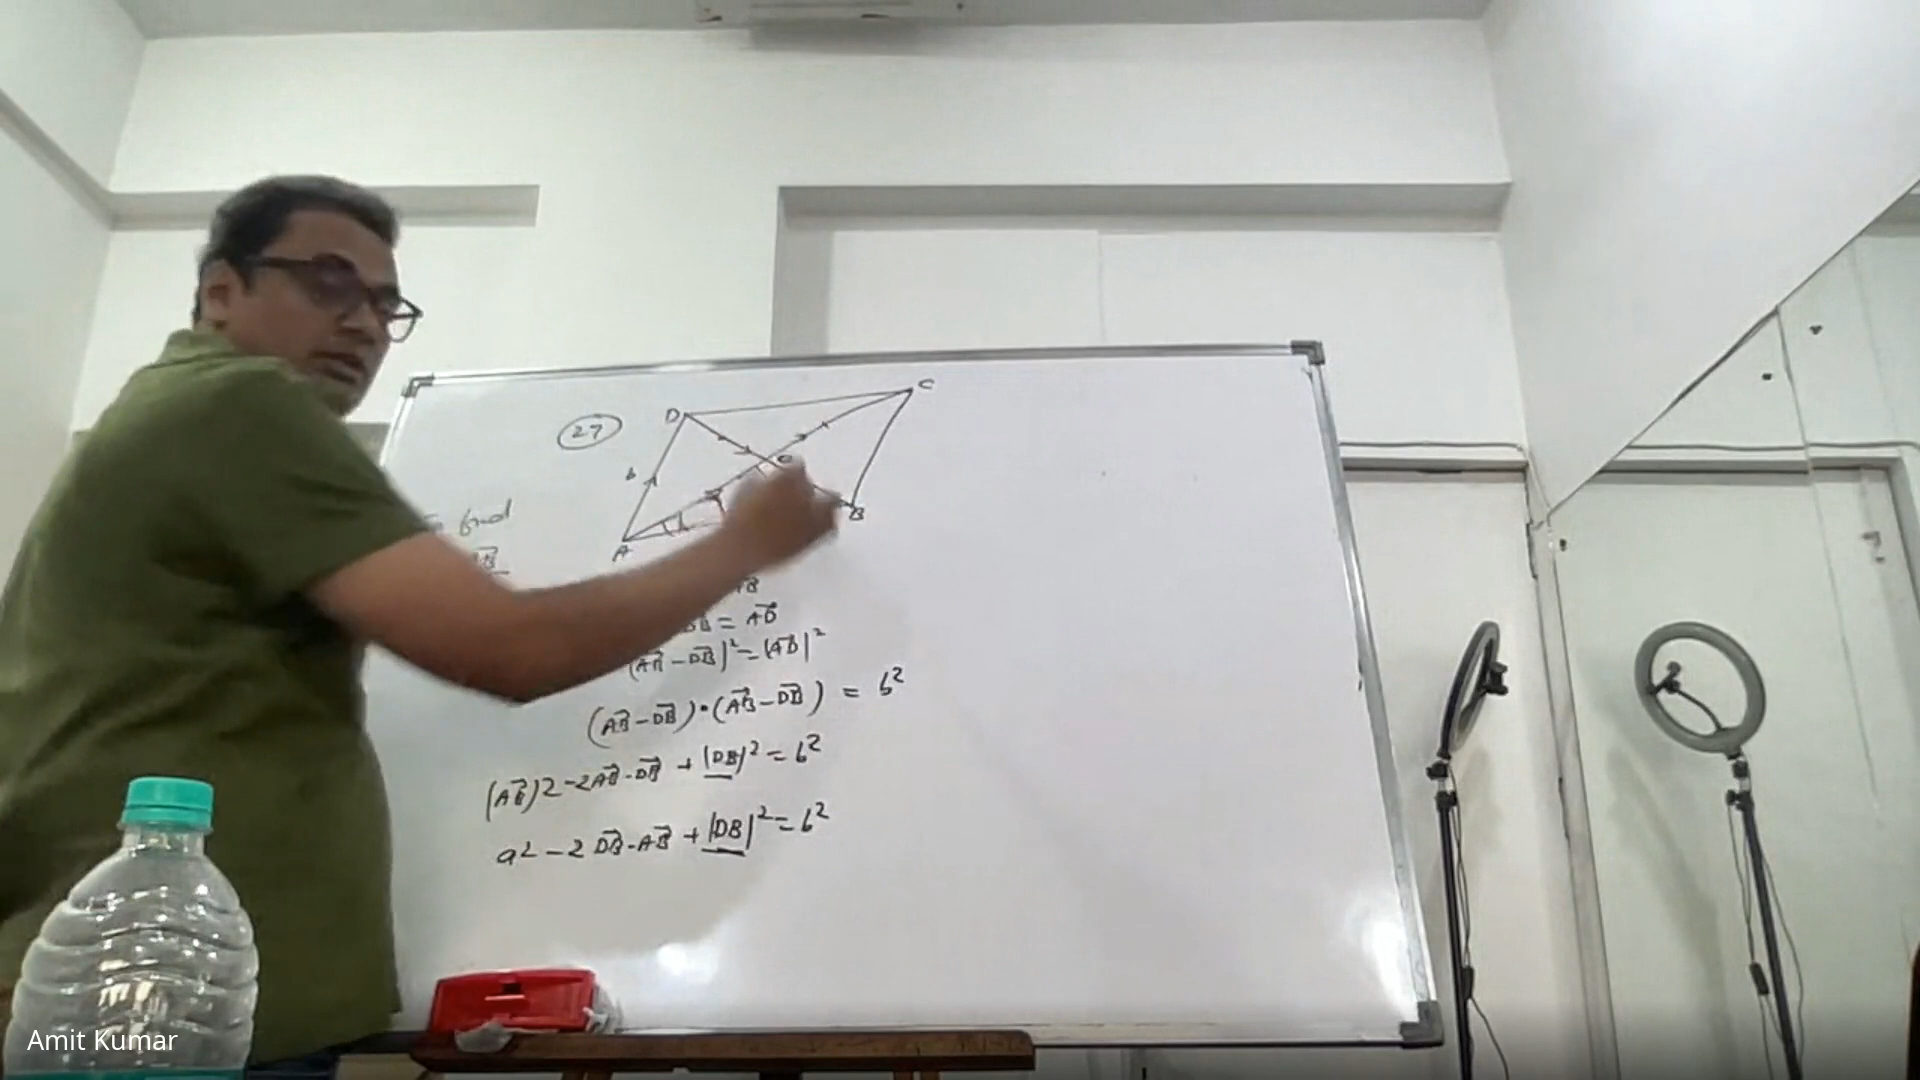 27
D
C
b
O
A
B
find
AB
AB
= AD
|AB - DB|² = |AD|²
(AB - DB)•(AB - DB) = b²
(AB)2 - 2AB - DB + |DB|² = b²
a² - 2 DB - AB + |DB|² = b²
Amit Kumar